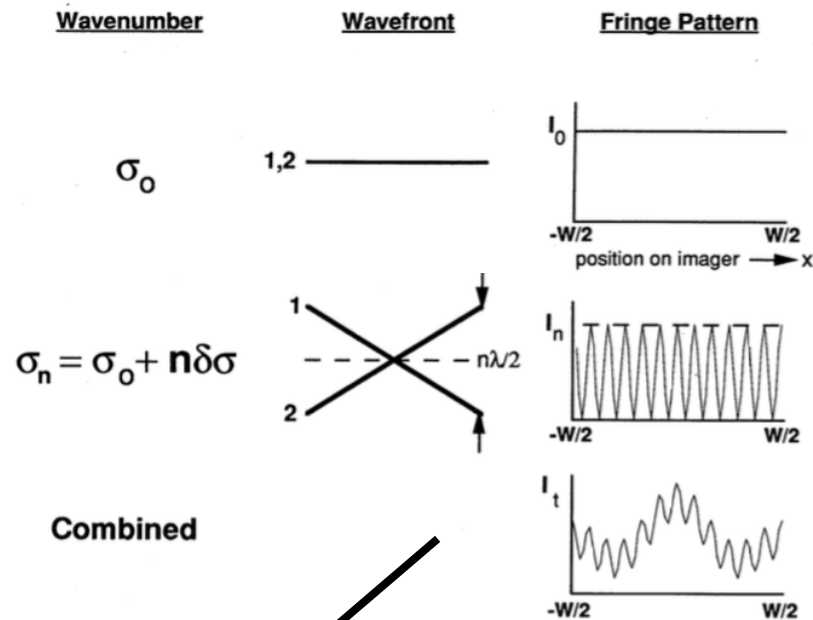 Wavenumber Wavefront Fringe Pattern
σo
1,2
Io
-W/2 W/2
position on imager → x
σn = σo + nδσ
1
2
nλ/2
In
-W/2 W/2
Combined
It
-W/2 W/2